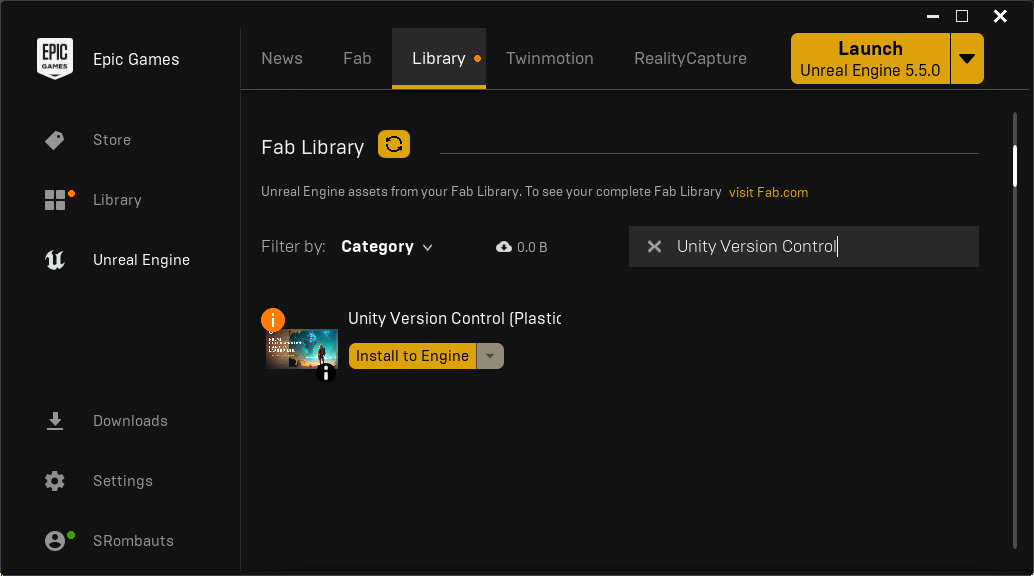 EPIC
GAMES
Epic Games
News
Fab
Library
Twinmotion
RealityCapture
Launch
Unreal Engine 5.5.0
Store
Library
Unreal Engine
Downloads
Settings
SRombauts
Fab Library
Unreal Engine assets from your Fab Library. To see your complete Fab Library visit Fab.com
Filter by: Category
0.0 B
Unity Version Control
Unity Version Control (Plastic
Install to Engine